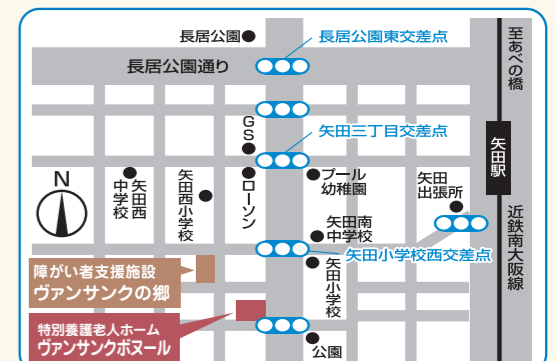 長居公園
長居公園東交差点
長居公園通り
至あべの橋
GS
矢田三丁目交差点
矢田駅
N
矢田西
中学校
矢田西小学校
ローソン
プール
幼稚園
矢田
出張所
矢田南
中学校
近鉄南大阪線
矢田小学校西交差点
矢田小学校
障がい者支援施設
ヴァンサンクの郷
特別養護老人ホーム
ヴァンサンクボヌール
公園